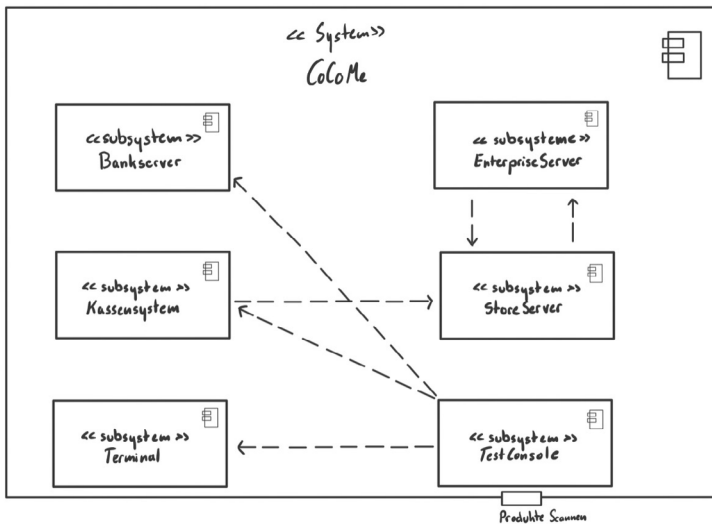 << System>>
CoCoMe
<<subsystem>>
Bankserver
<< subsysteme >>
EnterpriseServer
<< subsystem >>
Kassensystem
<< subsystem >>
StoreServer
<< subsystem >>
Terminal
<< subsystem >>
TestConsole
Produkte Scannen